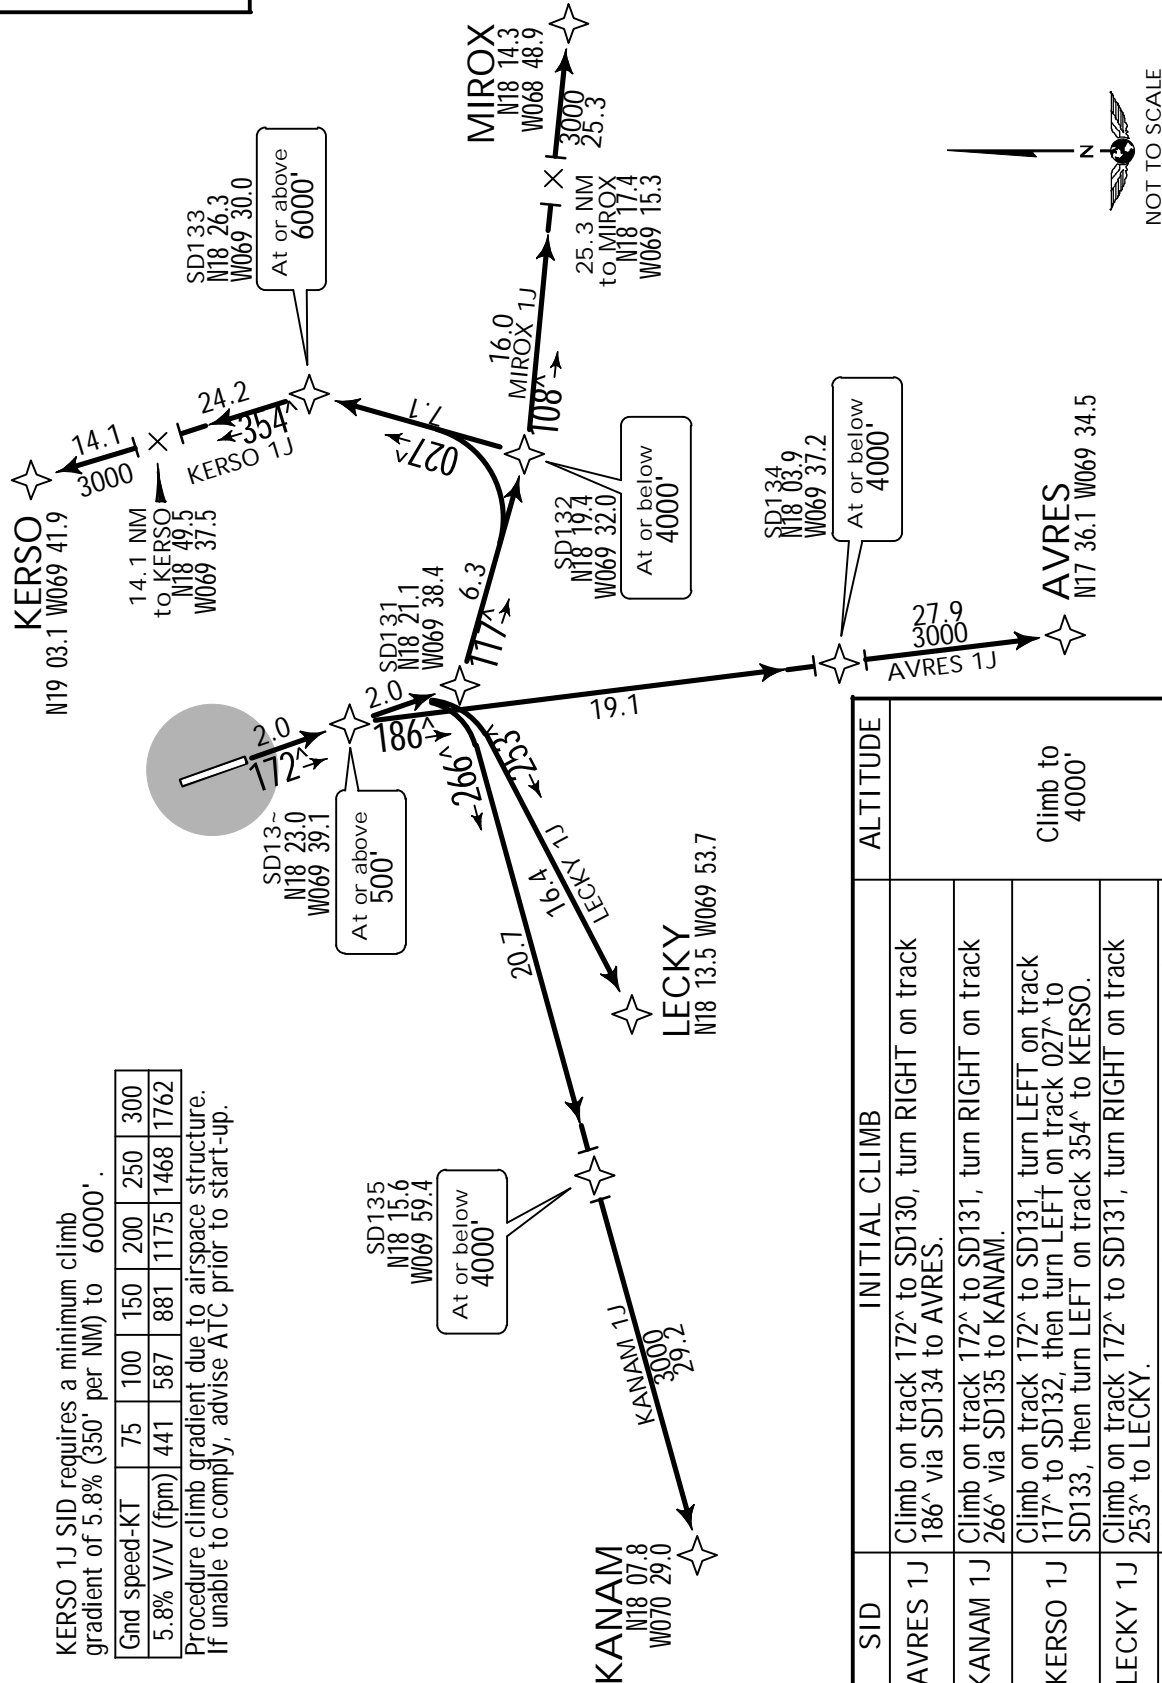 KERSO 1J SID requires a minimum climb
gradient of 5.8% (350' per NM) to 6000'.
Gnd speed-KT 75 100 150 200 250 300
5.8% V/V (fpm) 441 587 881 1175 1468 1762
Procedure climb gradient due to airspace structure.
If unable to comply, advise ATC prior to start-up.
KERSO
N19 03.1 W069 41.9
14.1
3000
14.1 NM
to KERSO
N18 49.5
W069 37.5
24.2
354^
KERSO 1J
SD133
N18 26.3
W069 30.0
At or above
6000'
7.1
027^
MIROX
N18 14.3
W068 48.9
3000
25.3
25.3 NM
to MIROX
N18 17.4
W069 15.3
16.0
MIROX 1J
108^
SD132
N18 19.4
W069 32.0
At or below
4000'
6.3
117^
SD131
N18 21.1
W069 38.4
2.0
172^
2.0
SD13~
N18 23.0
W069 39.1
At or above
500'
186^
266^
253^
19.1
SD134
N18 03.9
W069 37.2
At or below
4000'
27.9
3000
AVRES 1J
AVRES
N17 36.1 W069 34.5
16.4
LECKY 1J
LECKY
N18 13.5 W069 53.7
20.7
SD135
N18 15.6
W069 59.4
At or below
4000'
KANAM 1J
3000
29.2
KANAM
N18 07.8
W070 29.0
N
NOT TO SCALE
SID INITIAL CLIMB ALTITUDE
AVRES 1J Climb on track 172^ to SD130, turn RIGHT on track
186^ via SD134 to AVRES.
KANAM 1J Climb on track 172^ to SD131, turn RIGHT on track
266^ via SD135 to KANAM.
KERSO 1J Climb on track 172^ to SD131, turn LEFT on track
117^ to SD132, then turn LEFT on track 027^ to
SD133, then turn LEFT on track 354^ to KERSO.
LECKY 1J Climb on track 172^ to SD131, turn RIGHT on track
253^ to LECKY.
Climb to
4000'